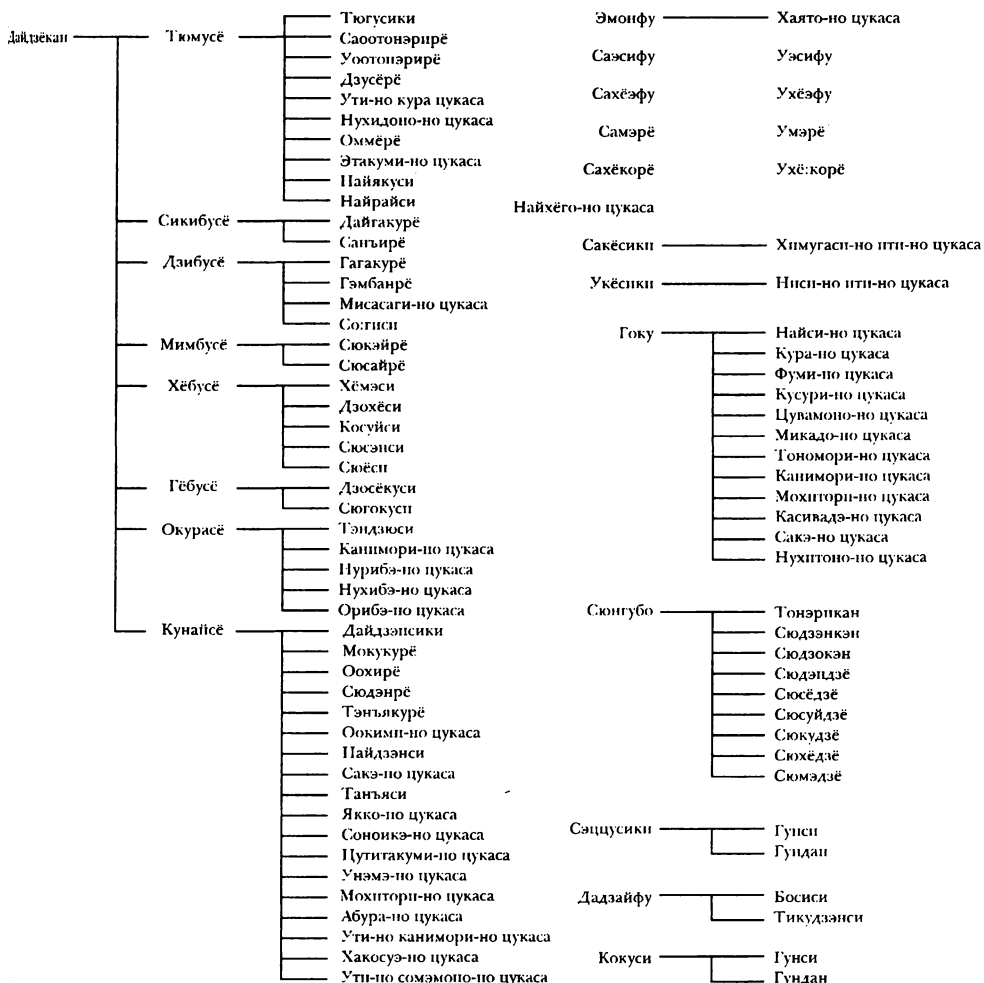 Дайдзёкан
Тюмусё
Тюгусики
Саоотонэрирё
Уоотонэрирё
Дзусёрё
Ути-но кура цукаса
Нухидоно-но цукаса
Оммёрё
Этакуми-но цукаса
Найякуси
Найрайси
Сикибусё
Дайгакурё
Санъирё
Дзибусё
Гагакурё
Гэмбанрё
Мисасаги-но цукаса
Согиси
Мимбусё
Сюкэйрё
Сюсайрё
Хёбусё
Хёмэси
Дзохёси
Косуйси
Сюсэнси
Сюёси
Гёбусё
Дзосёкуси
Сюгокуси
Окурасё
Тэндзюси
Канимори-но цукаса
Нурибэ-но цукаса
Нухибэ-но цукаса
Орибэ-но цукаса
Кунайсё
Дайдзэнсики
Мокукурё
Оохирё
Сюдэнрё
Тэнъякурё
Оокими-но цукаса
Найдзэнси
Сакэ-но цукаса
Танъяси
Якко-но цукаса
Соноикэ-но цукаса
Цутитакуми-но цукаса
Унэмэ-но цукаса
Мохитори-но цукаса
Абура-но цукаса
Ути-но канимори-но цукаса
Хакосуэ-но цукаса
Ути-но сомэмоно-но цукаса
Эмонфу
Хаято-но цукаса
Саэсифу
Уэсифу
Сахёэфу
Ухёэфу
Самэрё
Умэрё
Сахёкорё
Ухё:корё
Найхёго-но цукаса
Сакёсики
Химугаси-но ити-но цукаса
Укёсики
Ниси-но ити-но цукаса
Гоку
Найси-но цукаса
Кура-но цукаса
Фуми-но цукаса
Кусури-но цукаса
Цувамоно-но цукаса
Микадо-но цукаса
Тономори-но цукаса
Канимори-но цукаса
Мохитори-но цукаса
Касивадэ-но цукаса
Сакэ-но цукаса
Нухитоно-но цукаса
Сюнгубо
Тонэрикан
Сюдзэнкэн
Сюдзокэн
Сюдэндзё
Сюсёдзё
Сюсуйдзё
Сюкудзё
Сюхёдзё
Сюмэдзё
Сэццусики
Гунси
Гундан
Дадзайфу
Босиси
Тикудзэнси
Кокуси
Гунси
Гундан